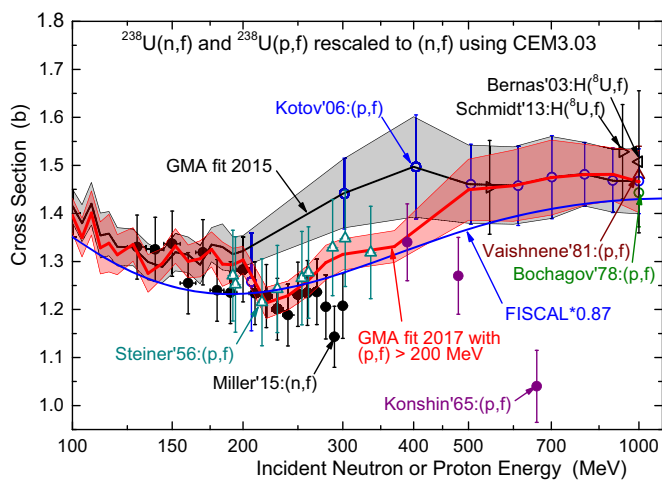 ²³⁸U(n,f) and ²³⁸U(p,f) rescaled to (n,f) using CEM3.03
Bernas'03:H(⁸U,f)
Schmidt'13:H(⁸U,f)
Kotov'06:(p,f)
GMA fit 2015
Vaishnene'81:(p,f)
Bochagov'78:(p,f)
FISCAL*0.87
GMA fit 2017 with
(p,f) > 200 MeV
Steiner'56:(p,f)
Miller'15:(n,f)
Konshin'65:(p,f)
Cross Section (b)
1.8
1.7
1.6
1.5
1.4
1.3
1.2
1.1
1.0
100 150 200 300 400 500 700 1000
Incident Neutron or Proton Energy (MeV)